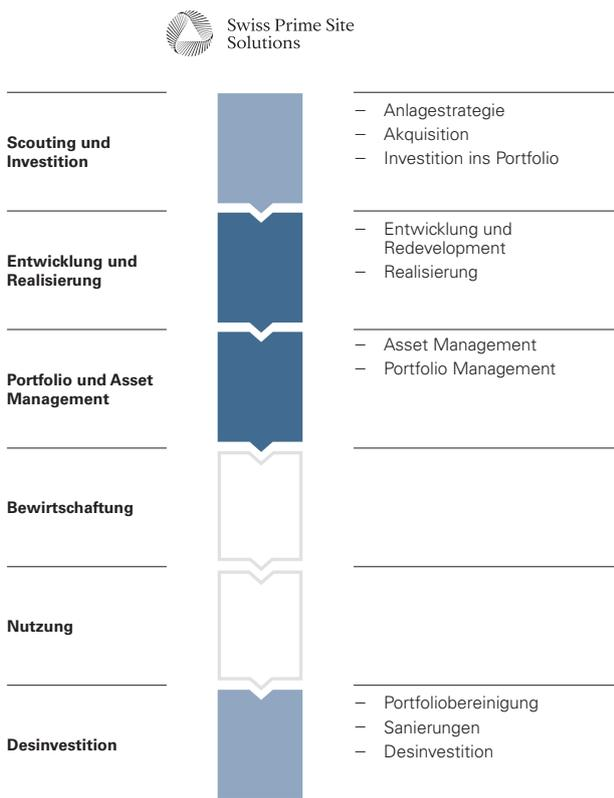 Swiss Prime Site
Solutions
Scouting und
Investition
– Anlagestrategie
– Akquisition
– Investition ins Portfolio
Entwicklung und
Realisierung
– Entwicklung und
Redevelopment
– Realisierung
Portfolio und Asset
Management
– Asset Management
– Portfolio Management
Bewirtschaftung
Nutzung
Desinvestition
– Portfoliobereinigung
– Sanierungen
– Desinvestition